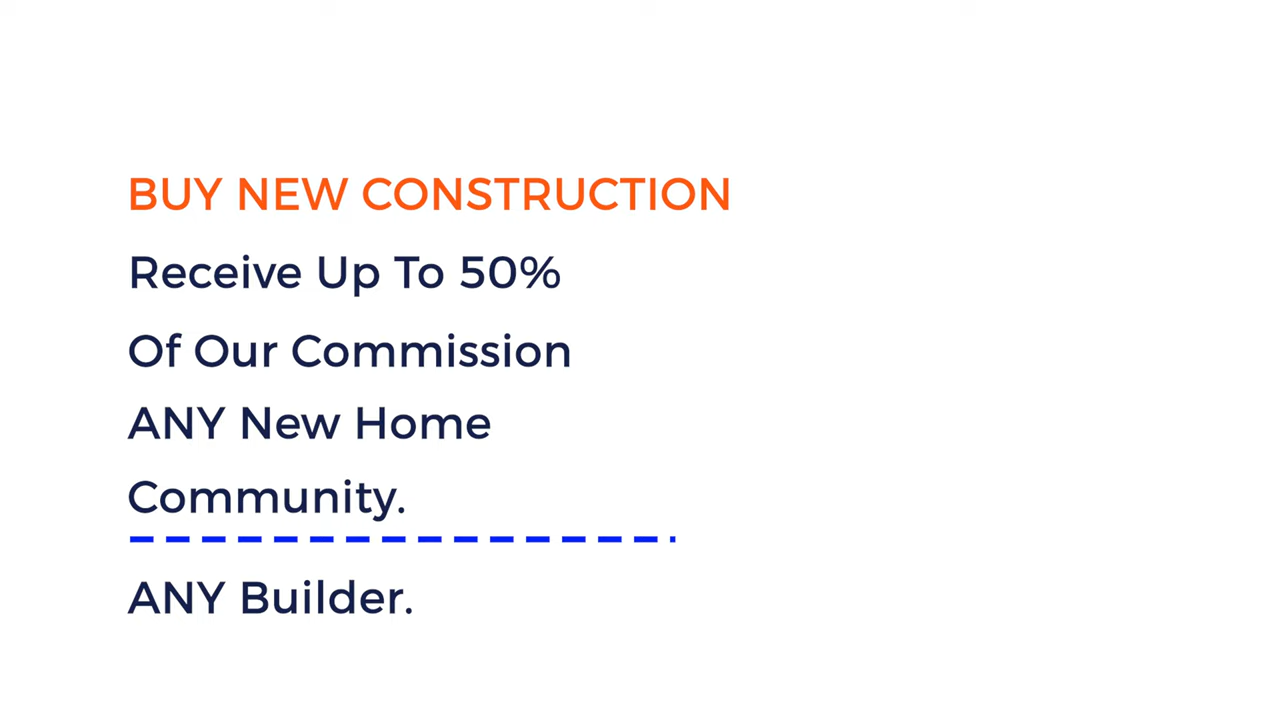 BUY NEW CONSTRUCTION
Receive Up To 50%
Of Our Commission
ANY New Home
Community.
ANY Builder.